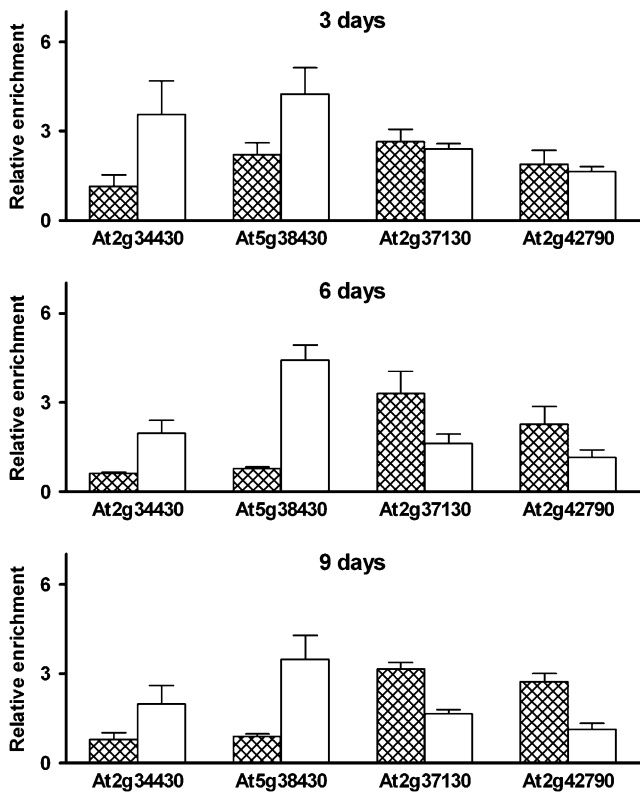 3 days
Relative enrichment
6
3
0
At2g34430 At5g38430 At2g37130 At2g42790
6 days
Relative enrichment
6
3
0
At2g34430 At5g38430 At2g37130 At2g42790
9 days
Relative enrichment
6
3
0
At2g34430 At5g38430 At2g37130 At2g42790